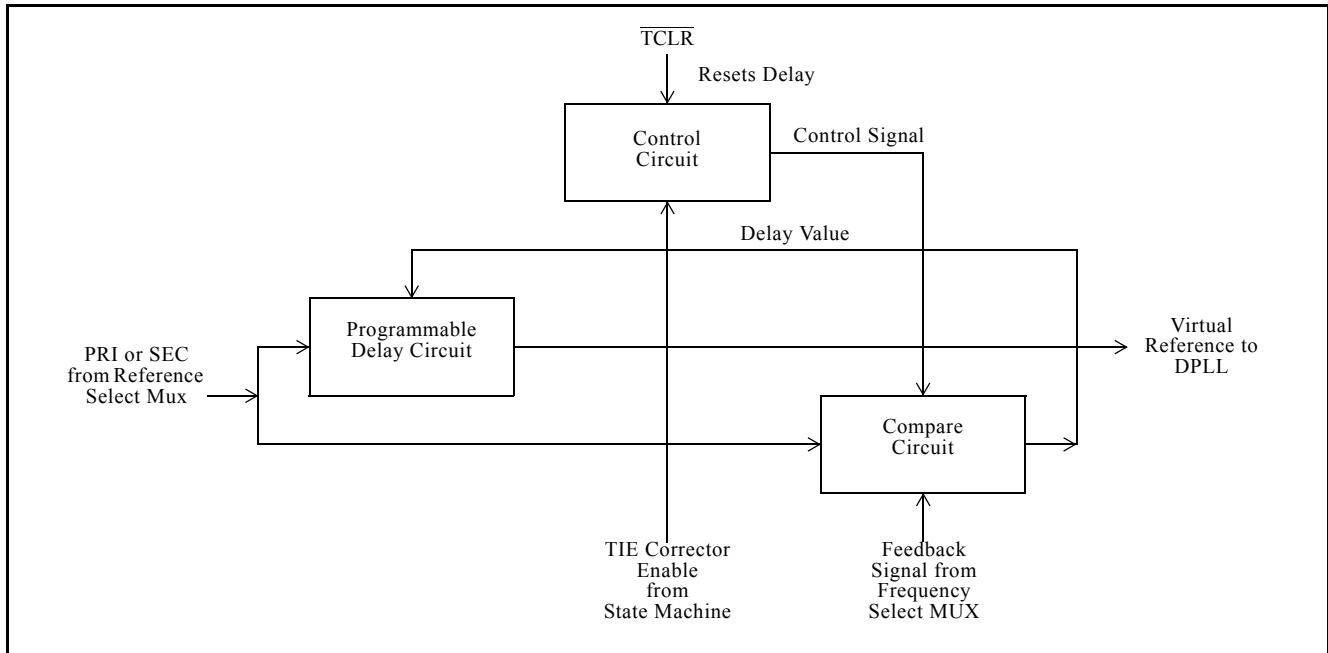 TCLR
Resets Delay
Control
Circuit
Control Signal
Delay Value
Programmable
Delay Circuit
PRI or SEC
from Reference
Select Mux
Virtual
Reference to
DPLL
Compare
Circuit
TIE Corrector
Enable
from
State Machine
Feedback
Signal from
Frequency
Select MUX